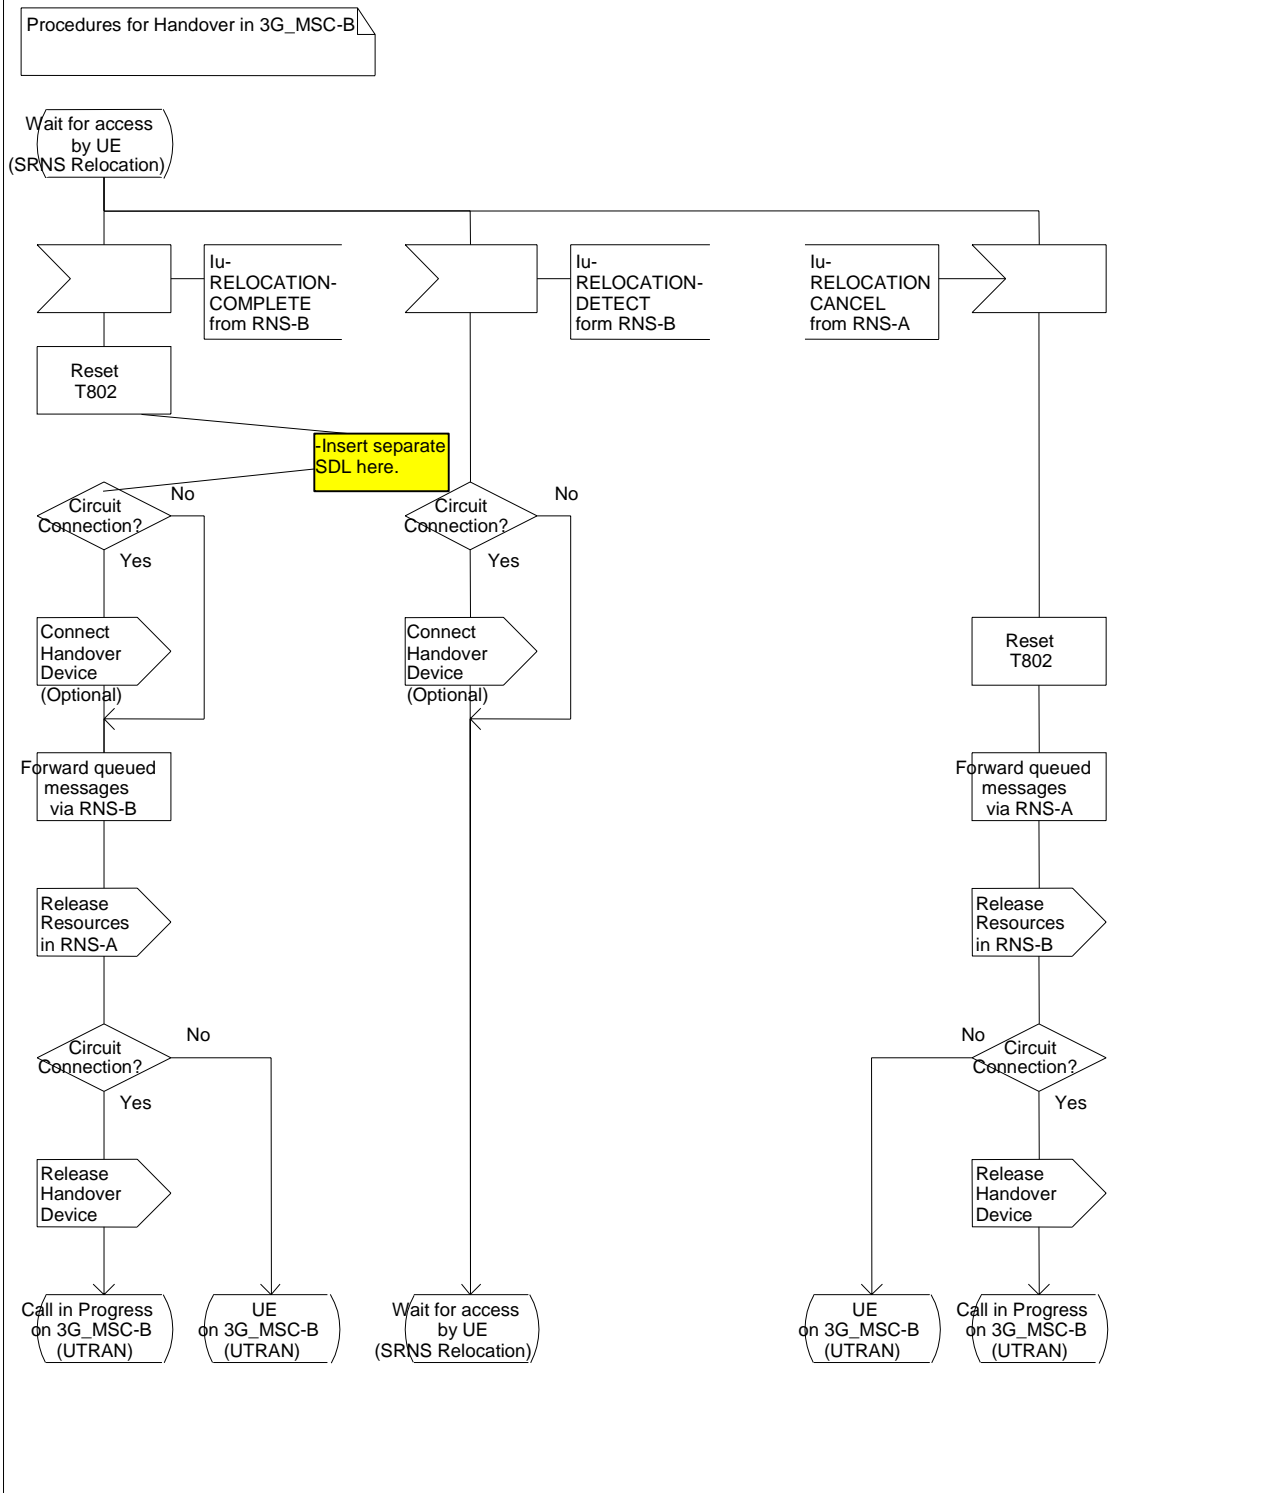 Procedures for Handover in 3G_MSC-B
Wait for access
by UE
(SRNS Relocation)
Iu-
RELOCATION-
COMPLETE
from RNS-B
Iu-
RELOCATION-
DETECT
form RNS-B
Iu-
RELOCATION
CANCEL
from RNS-A
Reset
T802
-Insert separate
SDL here.
Circuit
Connection?
No
Yes
Circuit
Connection?
No
Yes
Connect
Handover
Device
(Optional)
Connect
Handover
Device
(Optional)
Reset
T802
Forward queued
messages
via RNS-B
Forward queued
messages
via RNS-A
Release
Resources
in RNS-A
Release
Resources
in RNS-B
Circuit
Connection?
No
Yes
No
Circuit
Connection?
Yes
Release
Handover
Device
Release
Handover
Device
Call in Progress
on 3G_MSC-B
(UTRAN)
UE
on 3G_MSC-B
(UTRAN)
Wait for access
by UE
(SRNS Relocation)
UE
on 3G_MSC-B
(UTRAN)
Call in Progress
on 3G_MSC-B
(UTRAN)